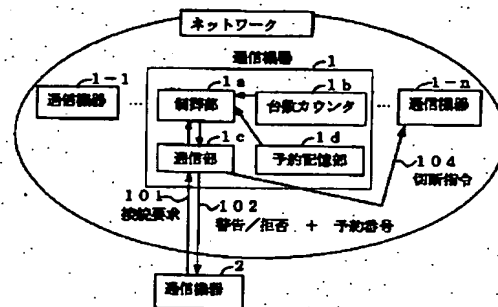 ネットワーク
通信機器 1
1-1
通信機器
1a
制御部
1b
台数カウンタ
1-n
通信機器
1c
通信部
1d
予約記憶部
101
接続要求
102
警告/拒否 + 予約番号
104
切断指令
2
通信機器